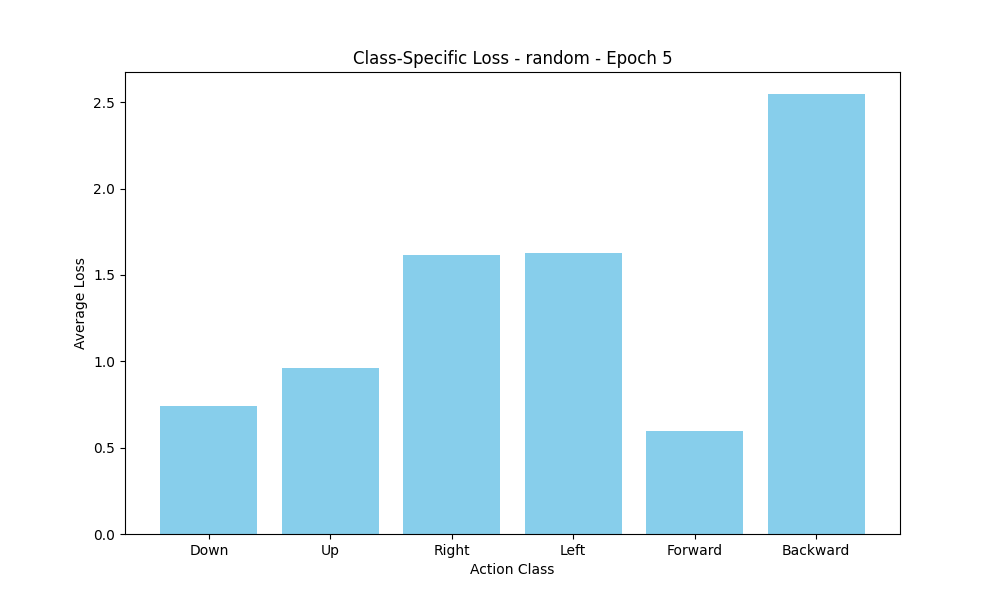 Class-Specific Loss - random - Epoch 5
2.5
2.0
1.5
1.0
0.5
0.0
Average Loss
Down Up Right Left Forward Backward
Action Class